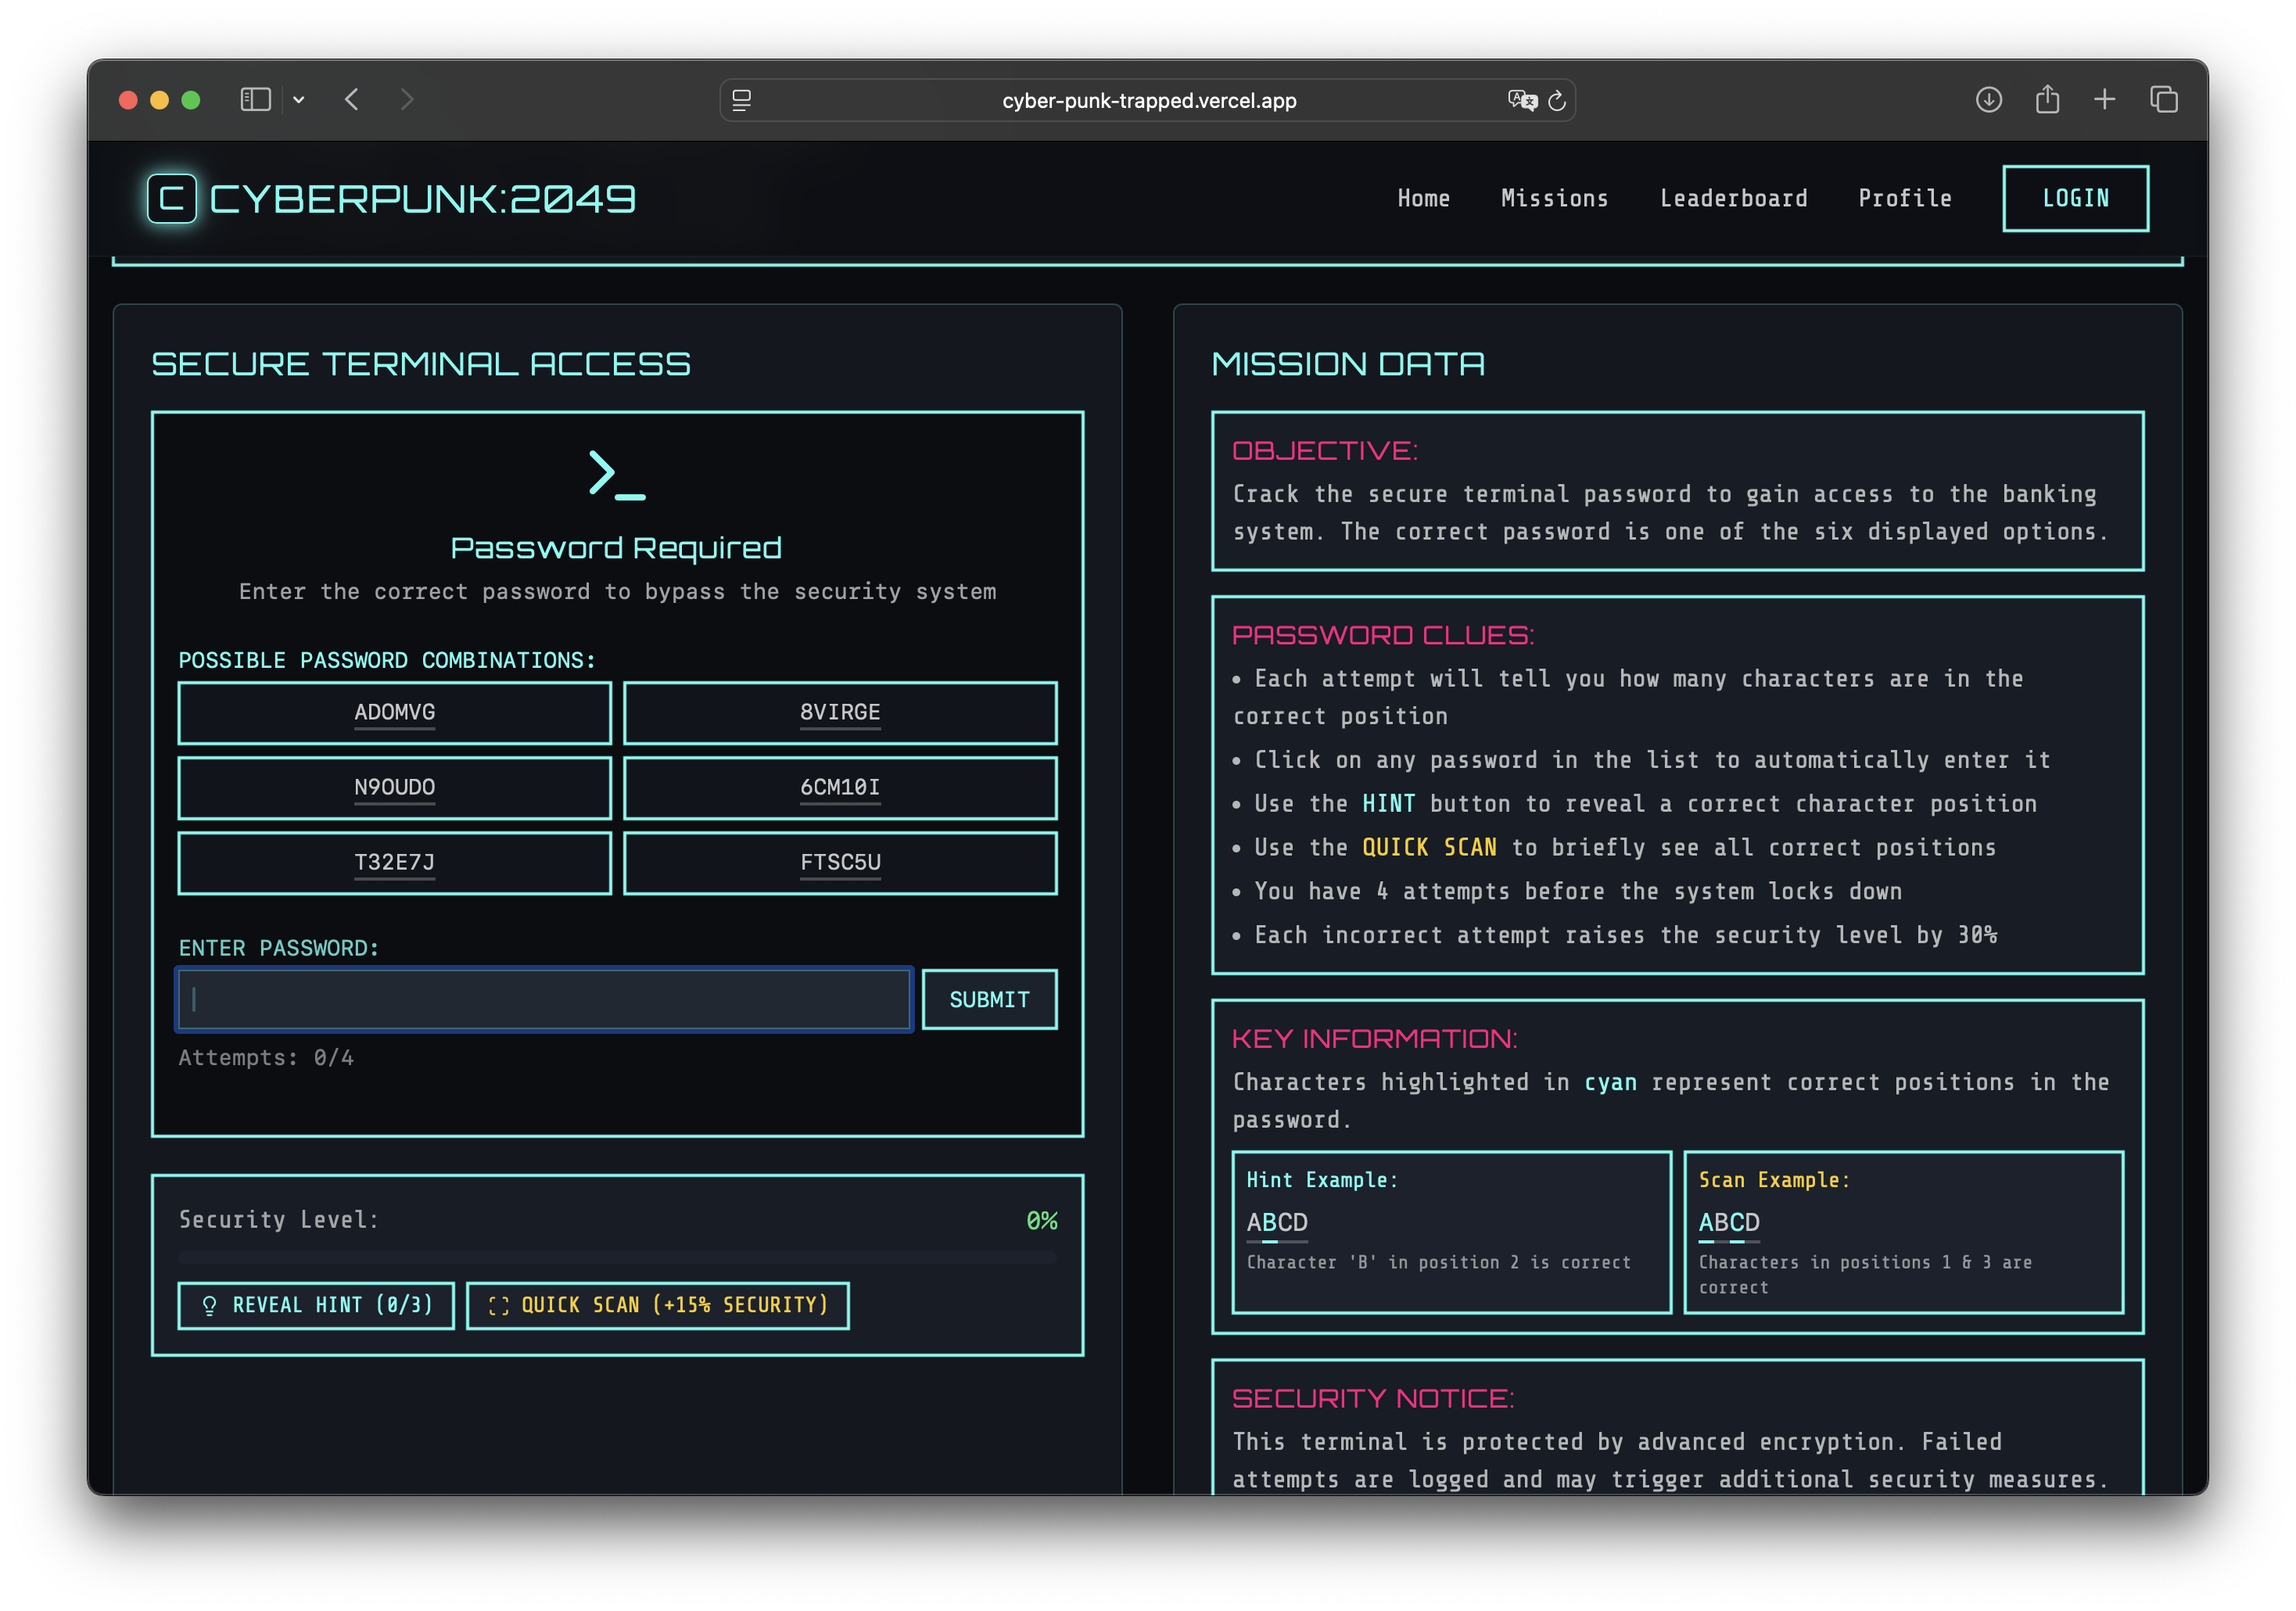 cyber-punk-trapped.vercel.app
C CYBERPUNK:2049
Home Missions Leaderboard Profile LOGIN
SECURE TERMINAL ACCESS
Password Required
Enter the correct password to bypass the security system
POSSIBLE PASSWORD COMBINATIONS:
ADOMVG 8VIRGE
N9OUDO 6CM10I
T32E7J FTSC5U
ENTER PASSWORD:
SUBMIT
Attempts: 0/4
Security Level: 0%
REVEAL HINT (0/3) QUICK SCAN (+15% SECURITY)
MISSION DATA
OBJECTIVE:
Crack the secure terminal password to gain access to the banking
system. The correct password is one of the six displayed options.
PASSWORD CLUES:
• Each attempt will tell you how many characters are in the
correct position
• Click on any password in the list to automatically enter it
• Use the HINT button to reveal a correct character position
• Use the QUICK SCAN to briefly see all correct positions
• You have 4 attempts before the system locks down
• Each incorrect attempt raises the security level by 30%
KEY INFORMATION:
Characters highlighted in cyan represent correct positions in the
password.
Hint Example:
ABCD
Character 'B' in position 2 is correct
Scan Example:
ABCD
Characters in positions 1 & 3 are
correct
SECURITY NOTICE:
This terminal is protected by advanced encryption. Failed
attempts are logged and may trigger additional security measures.